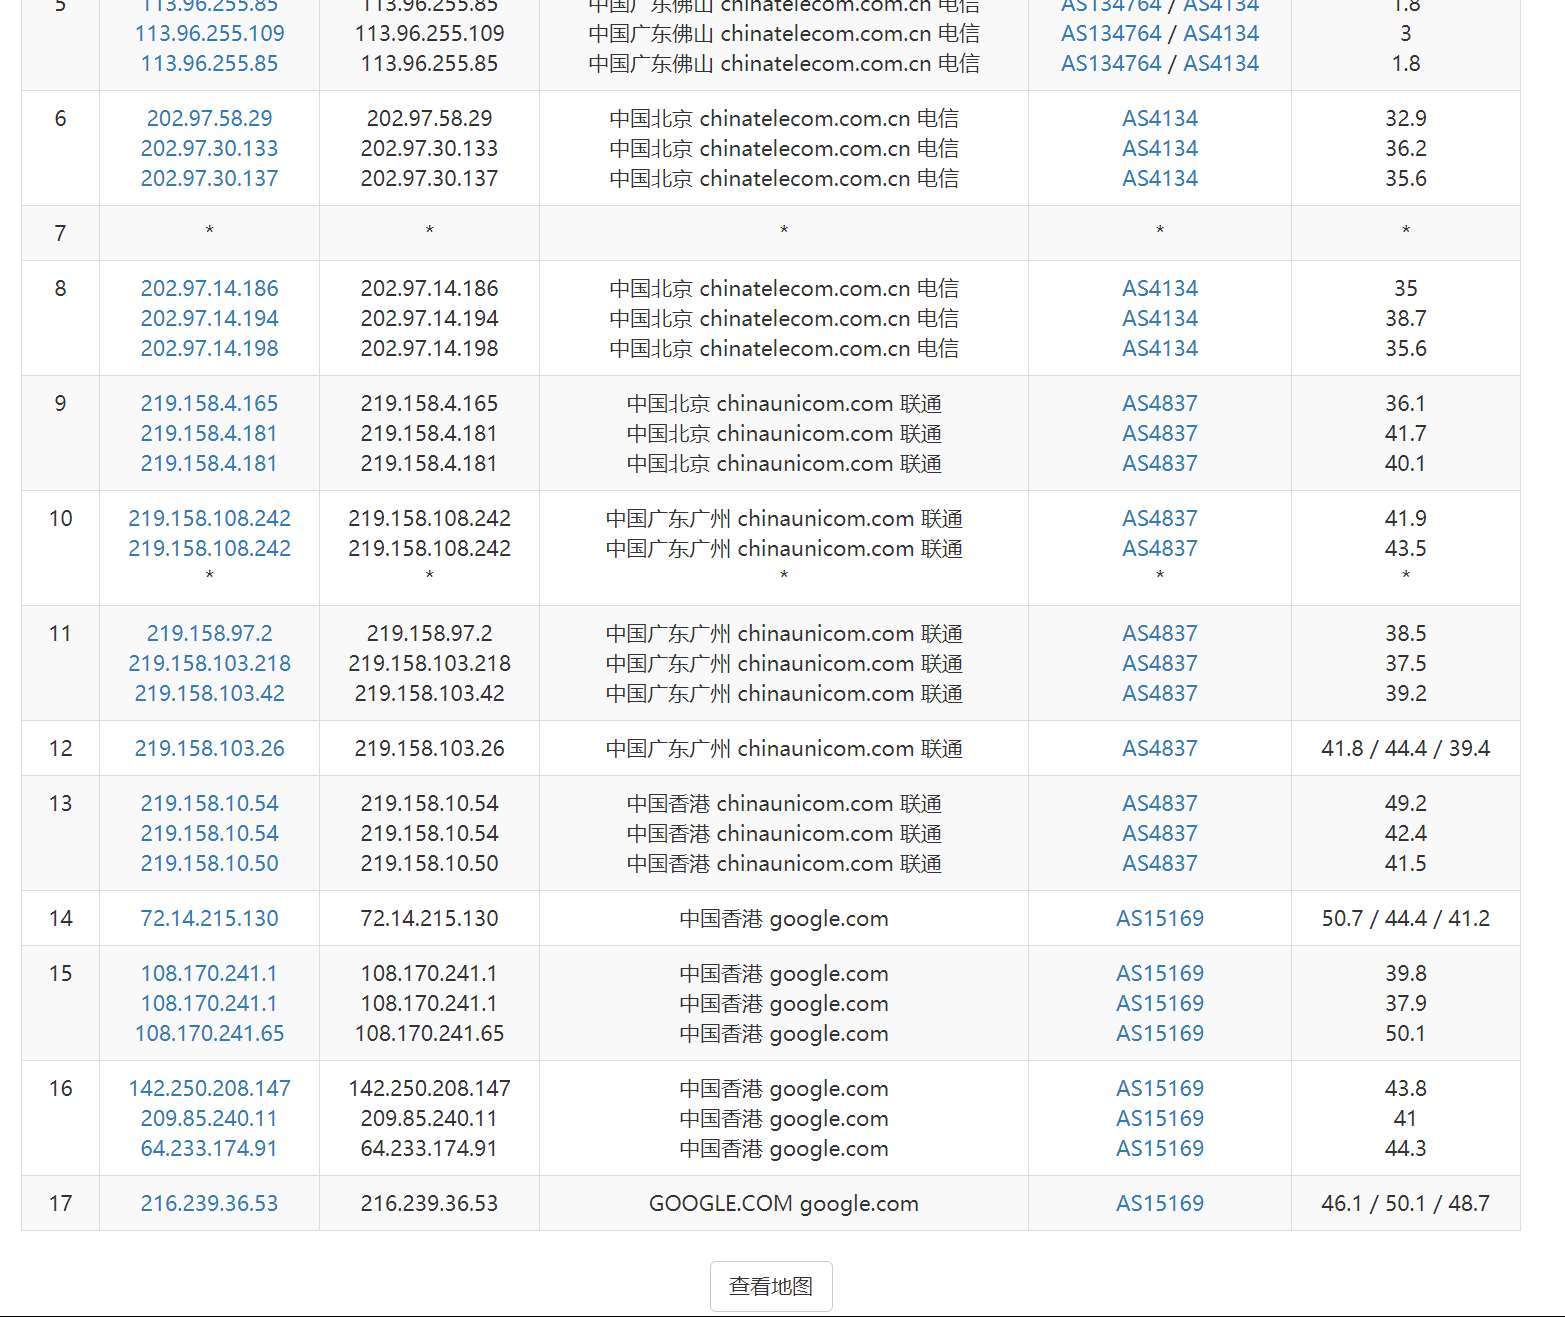 5 113.96.255.85 113.96.255.85 中国广东佛山 chinatelecom.com.cn 电信 AS134764 / AS4134 1.8
113.96.255.109 113.96.255.109 中国广东佛山 chinatelecom.com.cn 电信 AS134764 / AS4134 3
113.96.255.85 113.96.255.85 中国广东佛山 chinatelecom.com.cn 电信 AS134764 / AS4134 1.8
6 202.97.58.29 202.97.58.29 中国北京 chinatelecom.com.cn 电信 AS4134 32.9
202.97.30.133 202.97.30.133 中国北京 chinatelecom.com.cn 电信 AS4134 36.2
202.97.30.137 202.97.30.137 中国北京 chinatelecom.com.cn 电信 AS4134 35.6
7 * * * * *
8 202.97.14.186 202.97.14.186 中国北京 chinatelecom.com.cn 电信 AS4134 35
202.97.14.194 202.97.14.194 中国北京 chinatelecom.com.cn 电信 AS4134 38.7
202.97.14.198 202.97.14.198 中国北京 chinatelecom.com.cn 电信 AS4134 35.6
9 219.158.4.165 219.158.4.165 中国北京 chinaunicom.com 联通 AS4837 36.1
219.158.4.181 219.158.4.181 中国北京 chinaunicom.com 联通 AS4837 41.7
219.158.4.181 219.158.4.181 中国北京 chinaunicom.com 联通 AS4837 40.1
10 219.158.108.242 219.158.108.242 中国广东广州 chinaunicom.com 联通 AS4837 41.9
219.158.108.242 219.158.108.242 中国广东广州 chinaunicom.com 联通 AS4837 43.5
* * * * *
11 219.158.97.2 219.158.97.2 中国广东广州 chinaunicom.com 联通 AS4837 38.5
219.158.103.218 219.158.103.218 中国广东广州 chinaunicom.com 联通 AS4837 37.5
219.158.103.42 219.158.103.42 中国广东广州 chinaunicom.com 联通 AS4837 39.2
12 219.158.103.26 219.158.103.26 中国广东广州 chinaunicom.com 联通 AS4837 41.8 / 44.4 / 39.4
13 219.158.10.54 219.158.10.54 中国香港 chinaunicom.com 联通 AS4837 49.2
219.158.10.54 219.158.10.54 中国香港 chinaunicom.com 联通 AS4837 42.4
219.158.10.50 219.158.10.50 中国香港 chinaunicom.com 联通 AS4837 41.5
14 72.14.215.130 72.14.215.130 中国香港 google.com AS15169 50.7 / 44.4 / 41.2
15 108.170.241.1 108.170.241.1 中国香港 google.com AS15169 39.8
108.170.241.1 108.170.241.1 中国香港 google.com AS15169 37.9
108.170.241.65 108.170.241.65 中国香港 google.com AS15169 50.1
16 142.250.208.147 142.250.208.147 中国香港 google.com AS15169 43.8
209.85.240.11 209.85.240.11 中国香港 google.com AS15169 41
64.233.174.91 64.233.174.91 中国香港 google.com AS15169 44.3
17 216.239.36.53 216.239.36.53 GOOGLE.COM google.com AS15169 46.1 / 50.1 / 48.7
查看地图